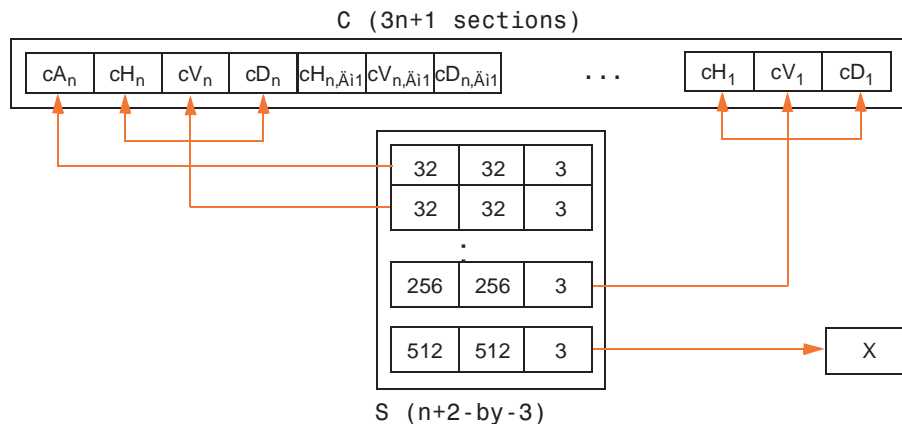 C (3n+1 sections)
cAn cHn cVn cDn cHn‚Äì1 cVn‚Äì1 cDn‚Äì1 ... cH1 cV1 cD1
32 32 3
32 32 3
:
256 256 3
512 512 3 X
S (n+2-by-3)